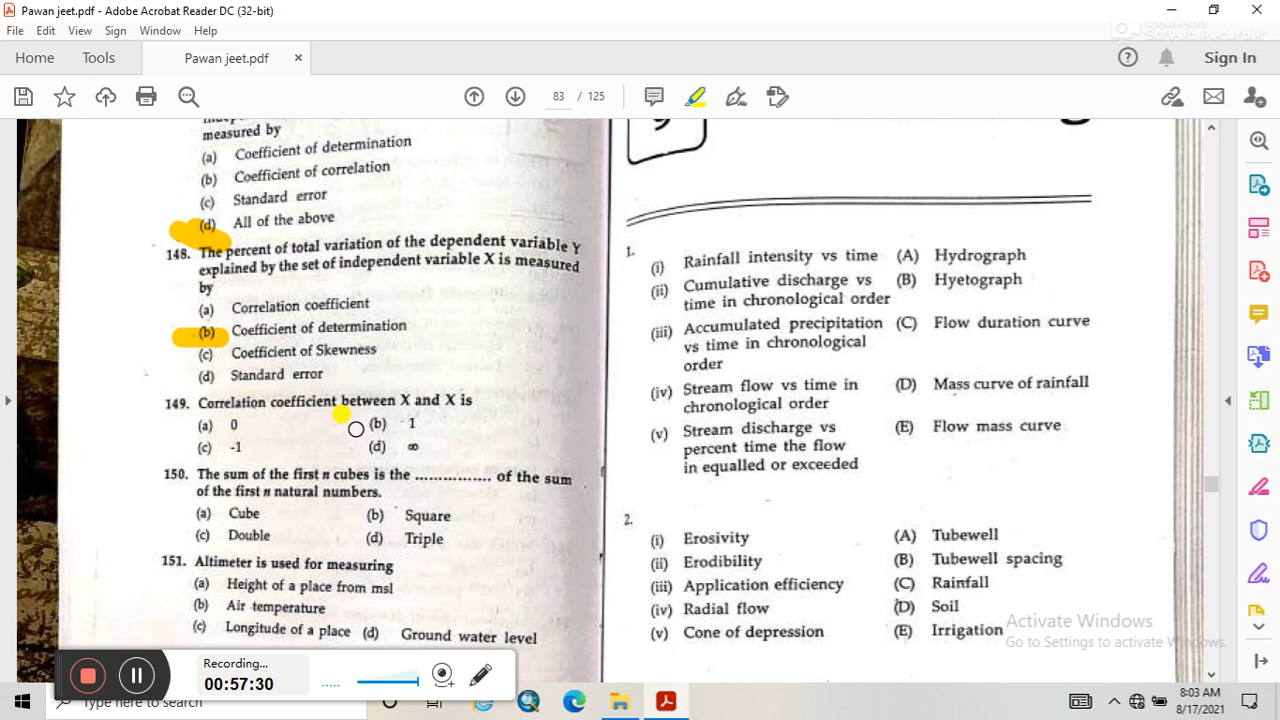 Pawan jeet.pdf - Adobe Acrobat Reader DC (32-bit)
File Edit View Sign Window Help
Screen Recorder
Home Tools Pawan jeet.pdf × Sign In
83 / 125
measured by
(a) Coefficient of determination
(b) Coefficient of correlation
(c) Standard error
(d) All of the above
148. The percent of total variation of the dependent variable Y
explained by the set of independent variable X is measured
by
(a) Correlation coefficient
(b) Coefficient of determination
(c) Coefficient of Skewness
(d) Standard error
149. Correlation coefficient between X and X is
(a) 0 (b) 1
(c) -1 (d) ∞
150. The sum of the first n cubes is the ................ of the sum
of the first n natural numbers.
(a) Cube (b) Square
(c) Double (d) Triple
151. Altimeter is used for measuring
(a) Height of a place from msl
(b) Air temperature
(c) Longitude of a place (d) Ground water level
1.
(i) Rainfall intensity vs time (A) Hydrograph
(ii) Cumulative discharge vs (B) Hyetograph
time in chronological order
(iii) Accumulated precipitation (C) Flow duration curve
vs time in chronological
order
(iv) Stream flow vs time in (D) Mass curve of rainfall
chronological order
(v) Stream discharge vs (E) Flow mass curve
percent time the flow
in equalled or exceeded
2.
(i) Erosivity (A) Tubewell
(ii) Erodibility (B) Tubewell spacing
(iii) Application efficiency (C) Rainfall
(iv) Radial flow (D) Soil
(v) Cone of depression (E) Irrigation
Activate Windows
Go to Settings to activate Windows.
Recording...
00:57:30
Type here to search
8:03 AM
8/17/2021